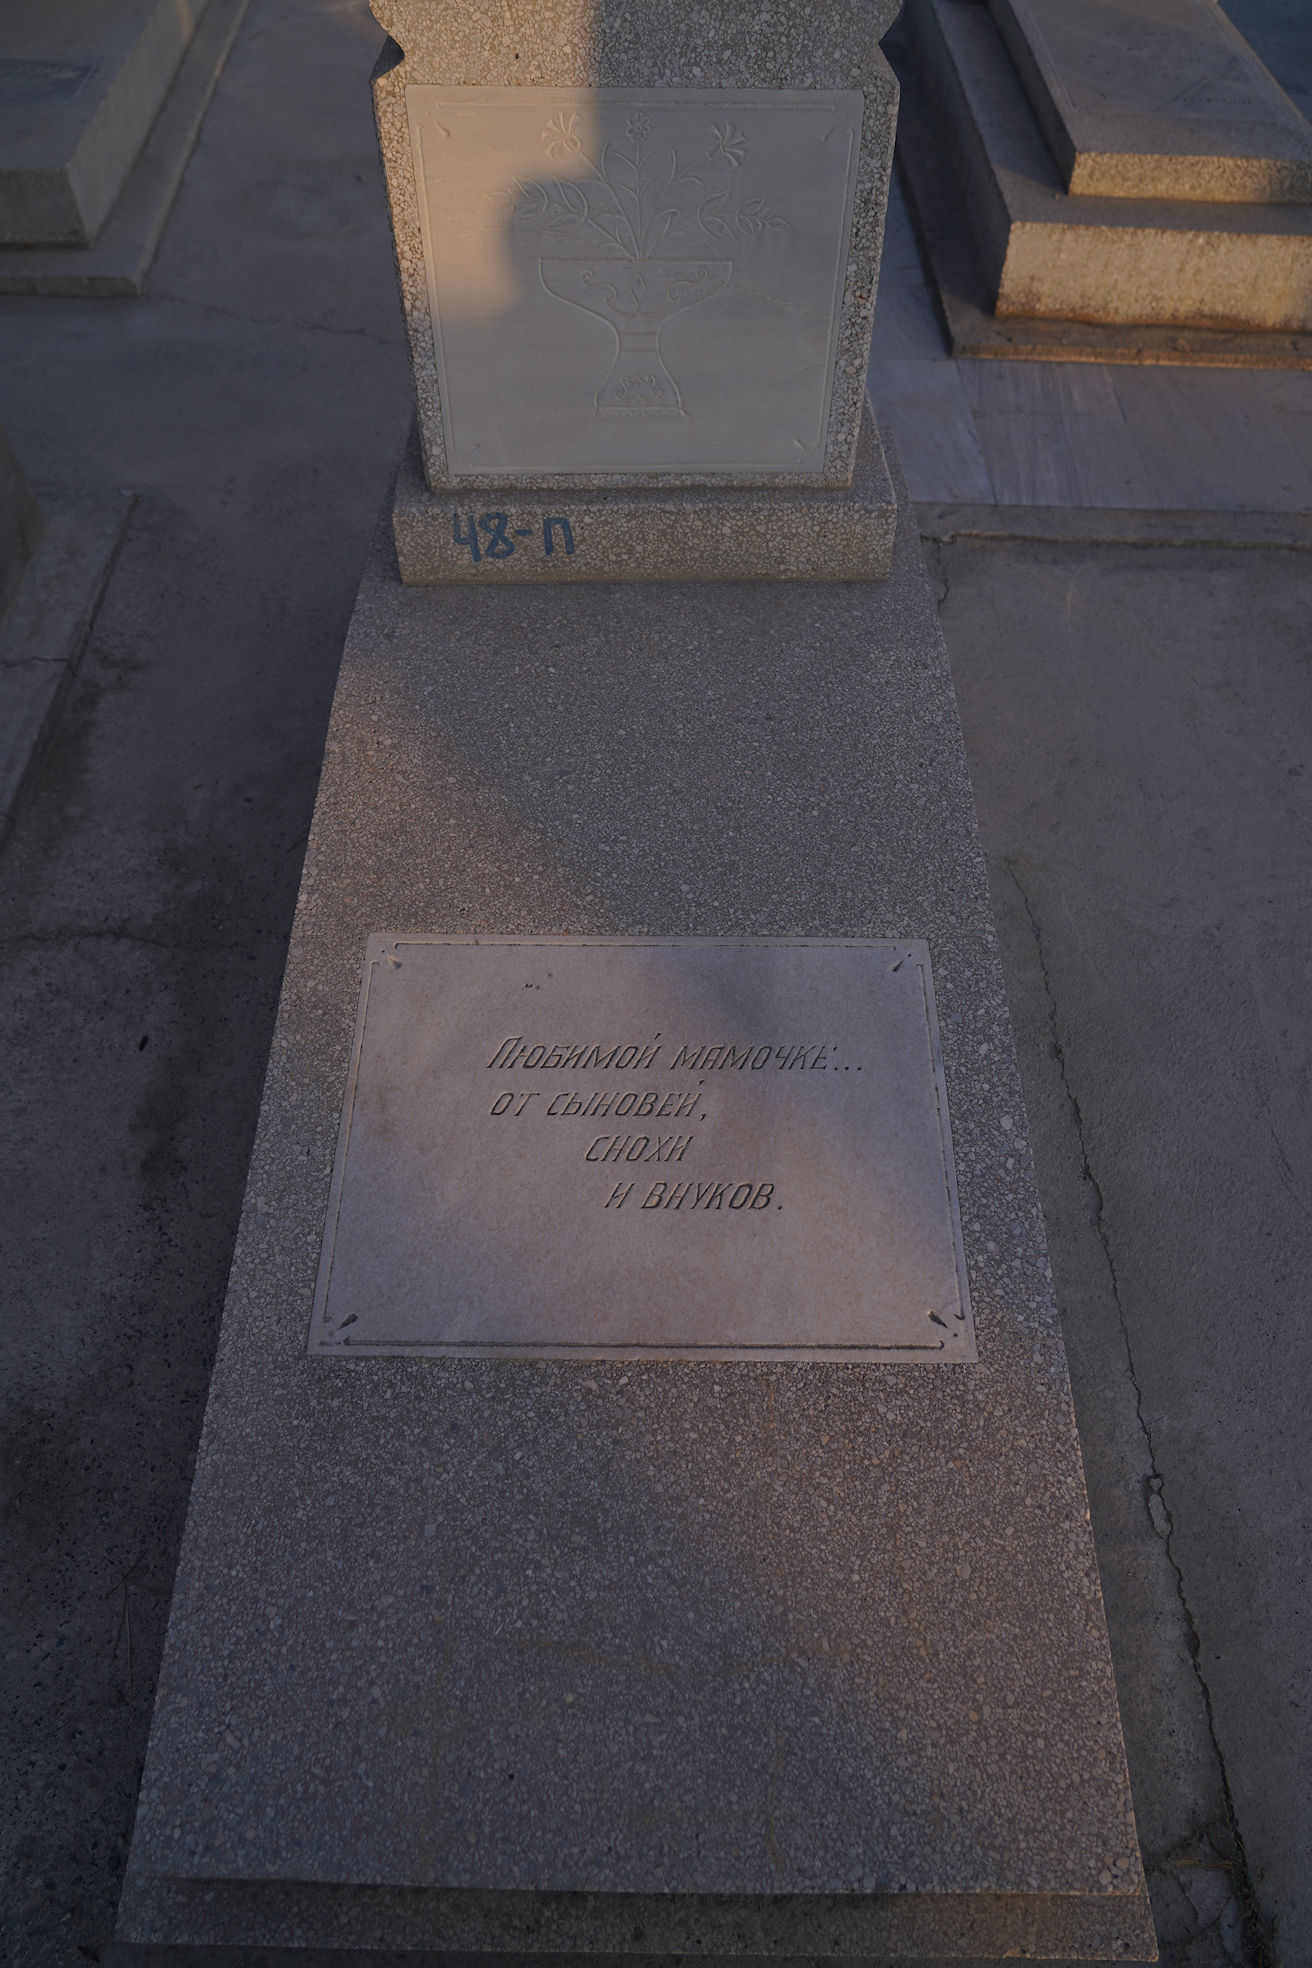 48-П
Любимой мамочке...
от сыновей,
снохи
и внуков.